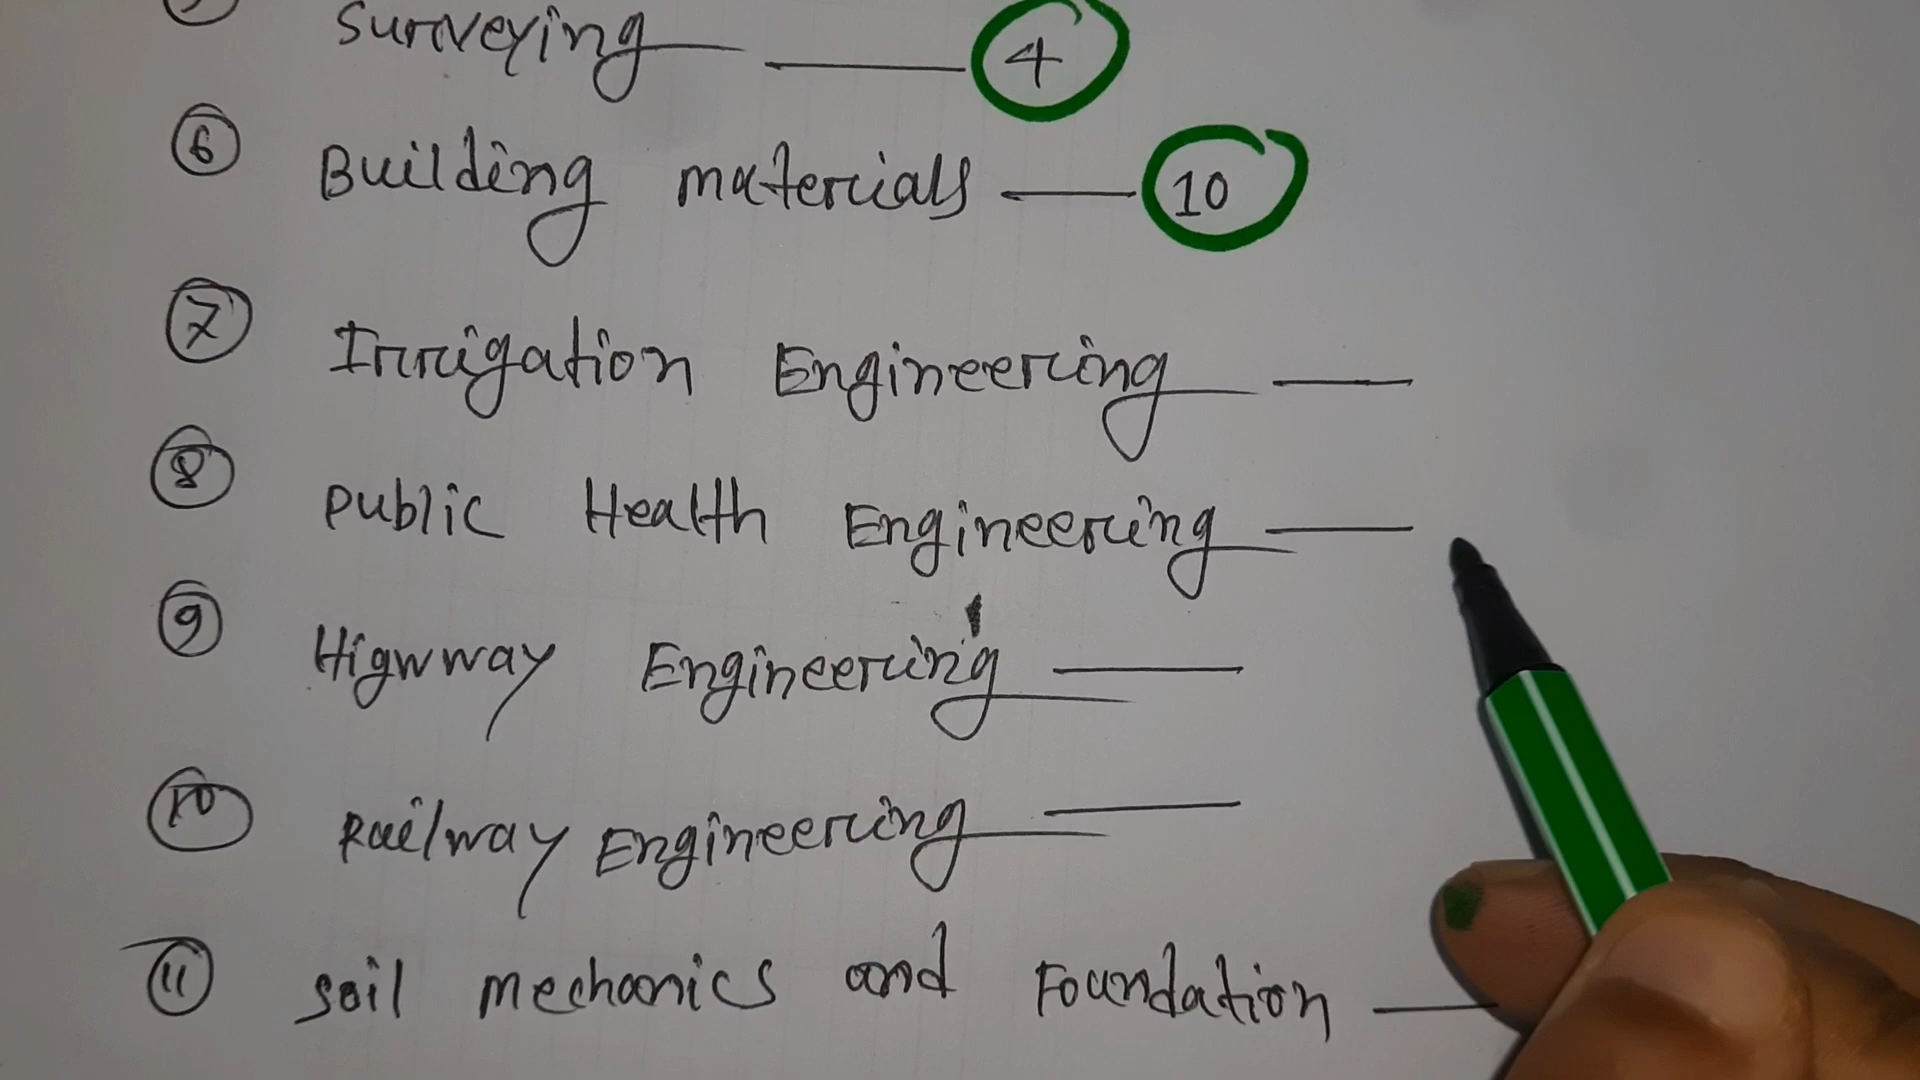 Surveying 4
6 Building materials 10
7 Irrigation Engineering
8 Public Health Engineering
9 Higwway Engineering
10 Railway Engineering
11 Soil mechanics and Foundation